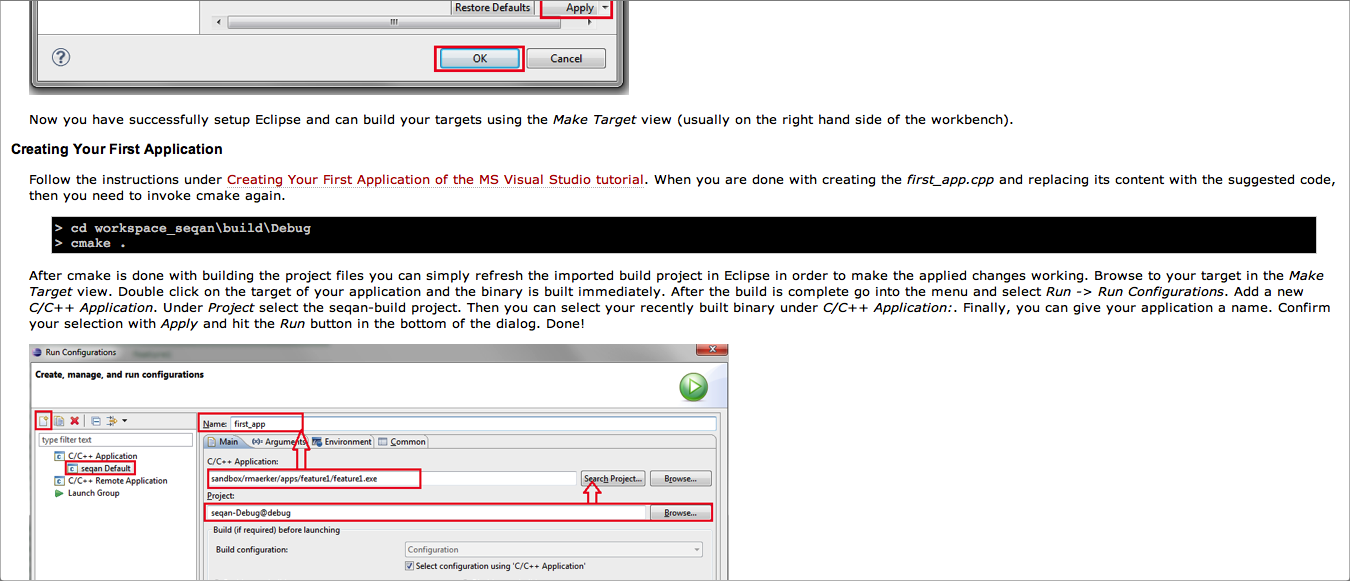 Restore Defaults
Apply
OK
Cancel
Now you have successfully setup Eclipse and can build your targets using the Make Target view (usually on the right hand side of the workbench).
Creating Your First Application
Follow the instructions under Creating Your First Application of the MS Visual Studio tutorial. When you are done with creating the first_app.cpp and replacing its content with the suggested code,
then you need to invoke cmake again.
> cd workspace_seqan\build\Debug
> cmake .
After cmake is done with building the project files you can simply refresh the imported build project in Eclipse in order to make the applied changes working. Browse to your target in the Make
Target view. Double click on the target of your application and the binary is built immediately. After the build is complete go into the menu and select Run -> Run Configurations. Add a new
C/C++ Application. Under Project select the seqan-build project. Then you can select your recently built binary under C/C++ Application:. Finally, you can give your application a name. Confirm
your selection with Apply and hit the Run button in the bottom of the dialog. Done!
Run Configurations
Create, manage, and run configurations
Name: first_app
type filter text
Main
Arguments
Environment
Common
C/C++ Application
seqan Default
C/C++ Remote Application
Launch Group
C/C++ Application:
sandbox/rmaerker/apps/feature1/feature1.exe
Search Project...
Browse...
Project:
seqan-Debug@debug
Browse...
Build (if required) before launching
Build configuration:
Configuration
Select configuration using 'C/C++ Application'